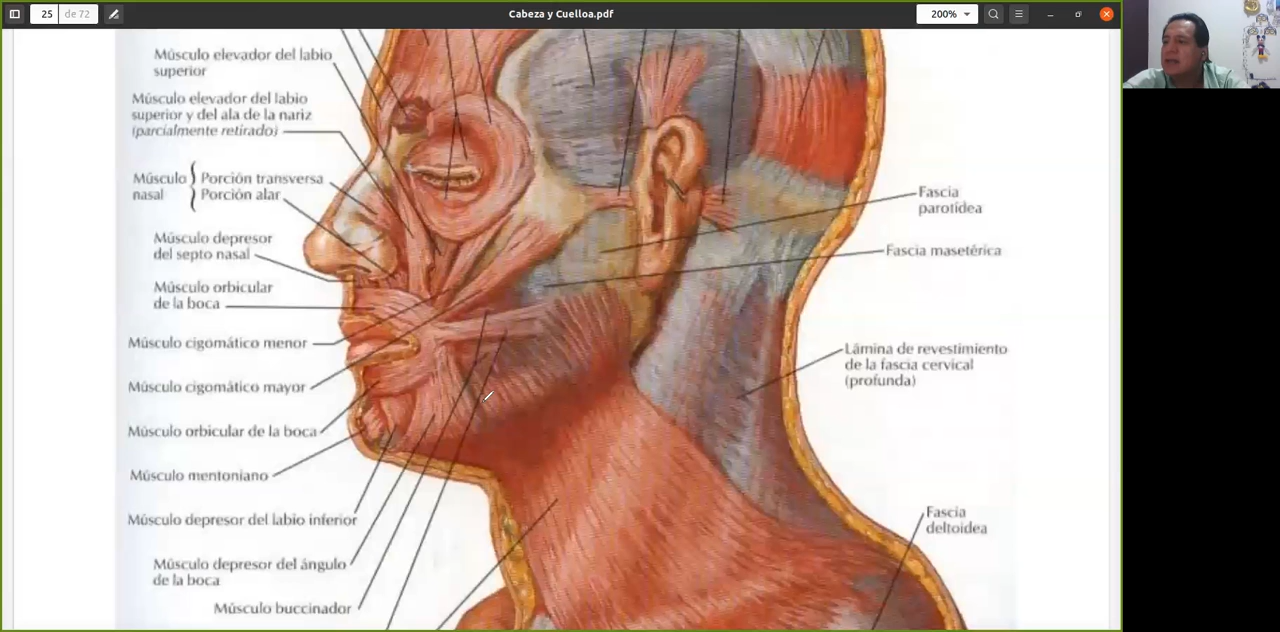 25
de 72
Cabeza y Cuelloa.pdf
200%
Músculo elevador del labio
superior
Músculo elevador del labio
superior y del ala de la nariz
(parcialmente retirado)
Músculo
nasal
Porción transversa
Porción alar
Músculo depresor
del septo nasal
Músculo orbicular
de la boca
Músculo cigomático menor
Músculo cigomático mayor
Músculo orbicular de la boca
Músculo mentoniano
Músculo depresor del labio inferior
Músculo depresor del ángulo
de la boca
Músculo buccinador
Fascia
parotídea
Fascia masetérica
Lámina de revestimiento
de la fascia cervical
(profunda)
Fascia
deltoidea